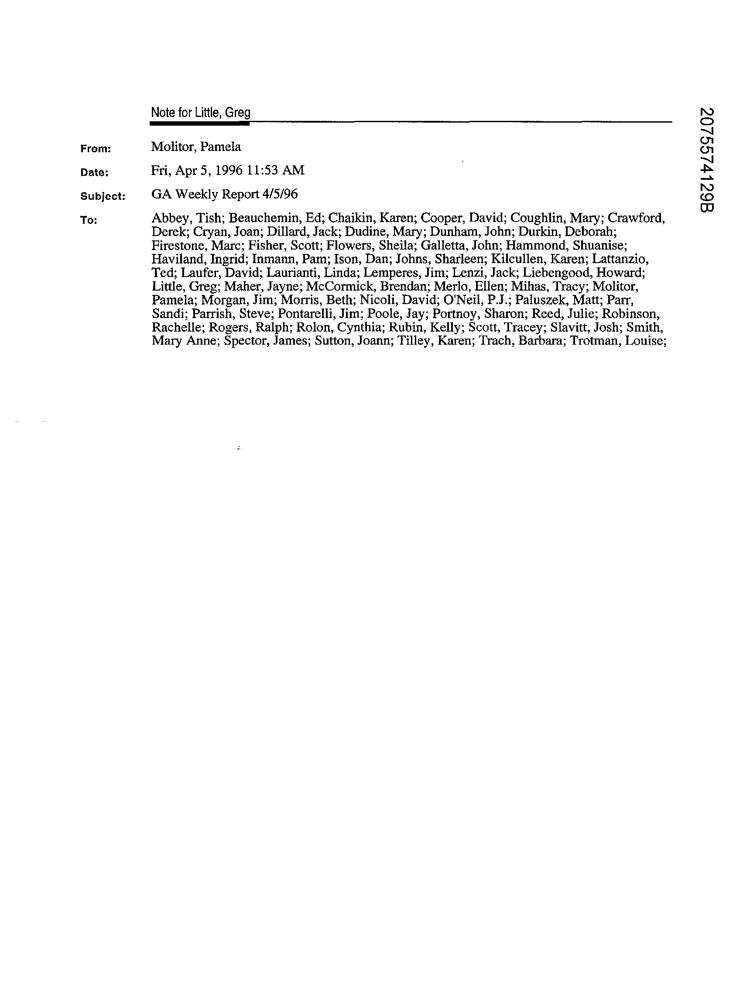 Note for Little, Greg
From: Molitor, Pamela
Date: Fri, Apr 5, 1996 11:53 AM
Subject: GA Weekly Report 4/5/96
To: Abbey, Tish; Beauchemin, Ed; Chaikin, Karen; Cooper, David; Coughlin, Mary; Crawford,
Derek; Cryan, Joan; Dillard, Jack; Dudine, Mary; Dunham, John; Durkin, Deborah;
Firestone, Marc; Fisher, Scott; Flowers, Sheila; Galletta, John; Hammond, Shuanise;
Haviland, Ingrid; Inmann, Pam; Ison, Dan; Johns, Sharleen; Kilcullen, Karen; Lattanzio,
Ted; Laufer, David; Laurianti, Linda; Lemperes, Jim; Lenzi, Jack; Liebengood, Howard;
Little, Greg; Maher, Jayne; McCormick, Brendan; Merlo, Ellen; Mihas, Tracy; Molitor,
Pamela; Morgan, Jim; Morris, Beth; Nicoli, David; O'Neil, P.J.; Paluszek, Matt; Parr,
Sandi; Parrish, Steve; Pontarelli, Jim; Poole, Jay; Portnoy, Sharon; Reed, Julie; Robinson,
Rachelle; Rogers, Ralph; Rolon, Cynthia; Rubin, Kelly; Scott, Tracey; Slavitt, Josh; Smith,
Mary Anne; Spector, James; Sutton, Joann; Tilley, Karen; Trach, Barbara; Trotman, Louise;
2075574129B